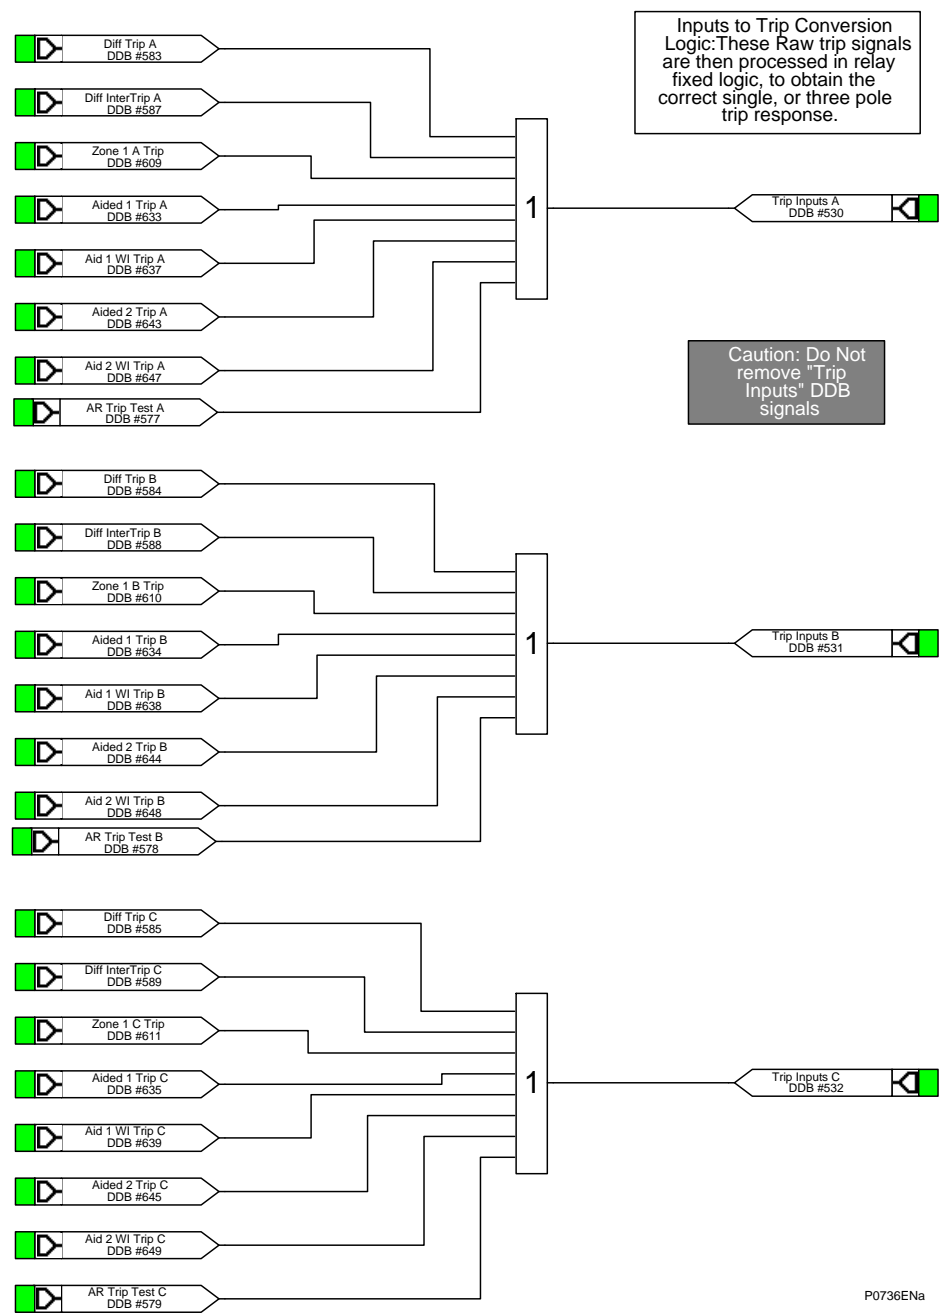 Inputs to Trip Conversion
Logic:These Raw trip signals
are then processed in relay
fixed logic, to obtain the
correct single, or three pole
trip response.
Diff Trip A
DDB #583
Diff InterTrip A
DDB #587
Zone 1 A Trip
DDB #609
Aided 1 Trip A
DDB #633
Aid 1 WI Trip A
DDB #637
Aided 2 Trip A
DDB #643
Aid 2 WI Trip A
DDB #647
AR Trip Test A
DDB #577
1
Trip Inputs A
DDB #530
Caution: Do Not
remove "Trip
Inputs" DDB
signals
Diff Trip B
DDB #584
Diff InterTrip B
DDB #588
Zone 1 B Trip
DDB #610
Aided 1 Trip B
DDB #634
Aid 1 WI Trip B
DDB #638
Aided 2 Trip B
DDB #644
Aid 2 WI Trip B
DDB #648
AR Trip Test B
DDB #578
1
Trip Inputs B
DDB #531
Diff Trip C
DDB #585
Diff InterTrip C
DDB #589
Zone 1 C Trip
DDB #611
Aided 1 Trip C
DDB #635
Aid 1 WI Trip C
DDB #639
Aided 2 Trip C
DDB #645
Aid 2 WI Trip C
DDB #649
AR Trip Test C
DDB #579
1
Trip Inputs C
DDB #532
P0736ENa